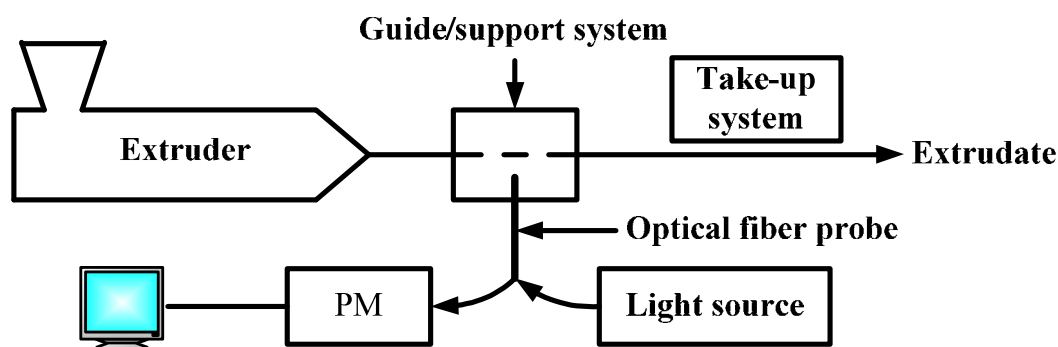 Guide/support system
Take-up
system
Extruder
Extrudate
Optical fiber probe
PM
Light source